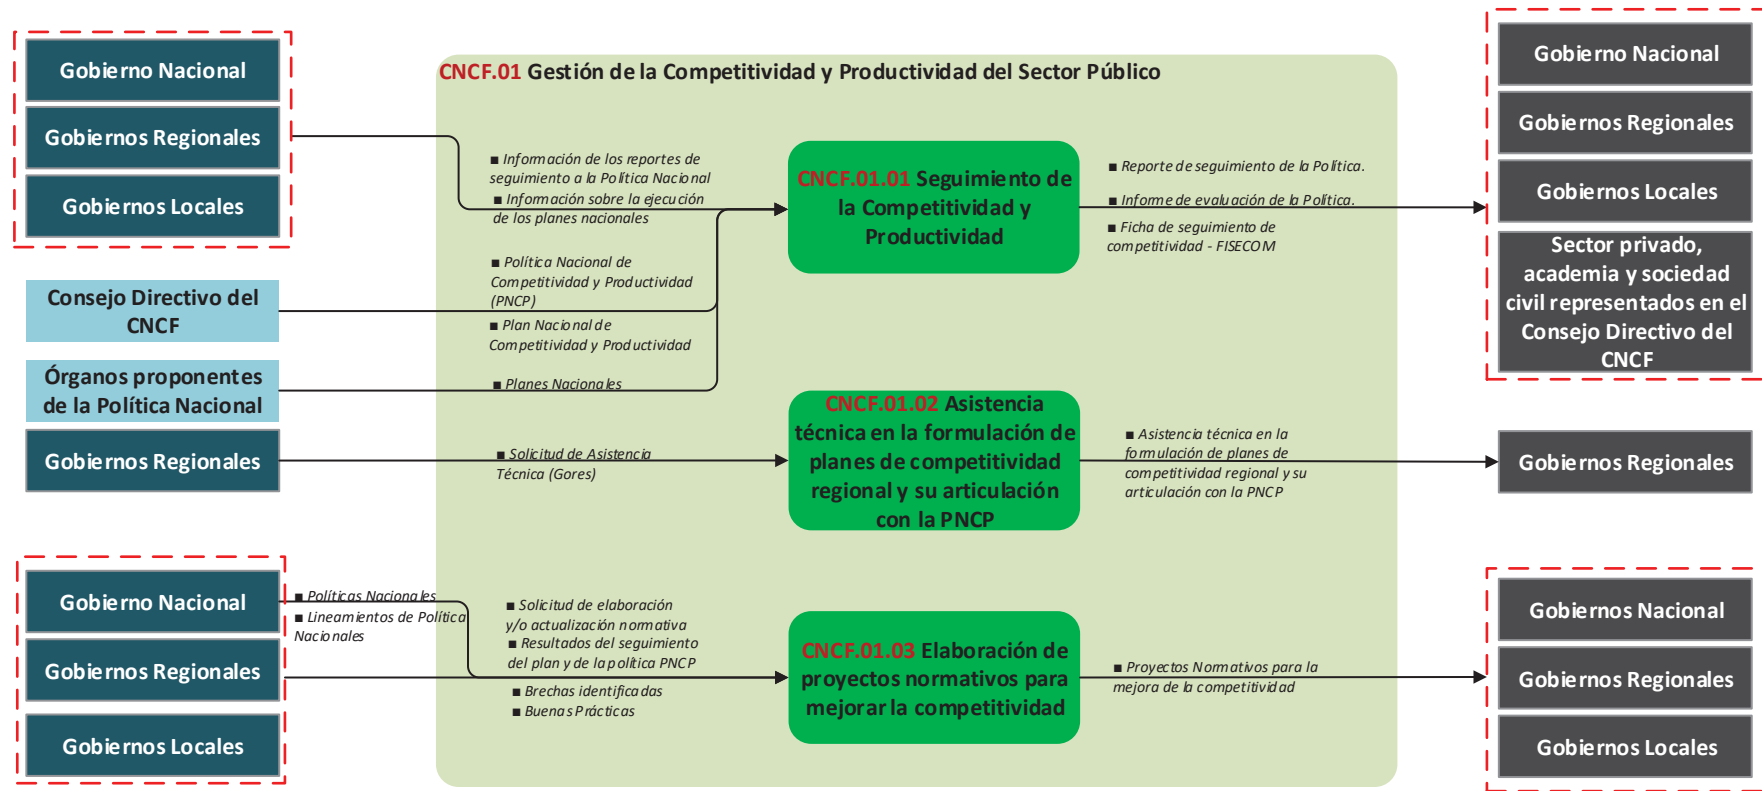 Gobierno Nacional
Gobiernos Regionales
Gobiernos Locales
Consejo Directivo del
CNCF
Órganos proponentes
de la Política Nacional
Gobiernos Regionales
Gobierno Nacional
Gobiernos Regionales
Gobiernos Locales
■ Políticas Nacionales
■ Lineamientos de Política
Nacionales
CNCF.01 Gestión de la Competitividad y Productividad del Sector Público
■ Información de los reportes de
seguimiento a la Política Nacional
■ Información sobre la ejecución
de los planes nacionales
■ Política Nacional de
Competitividad y Productividad
(PNCP)
■ Plan Nacional de
Competitividad y Productividad
■ Planes Nacionales
■ Solicitud de Asistencia
Técnica (Gores)
■ Solicitud de elaboración
y/o actualización normativa
■ Resultados del seguimiento
del plan y de la política PNCP
■ Brechas identificadas
■ Buenas Prácticas
CNCF.01.01 Seguimiento de
la Competitividad y
Productividad
CNCF.01.02 Asistencia
técnica en la formulación de
planes de competitividad
regional y su articulación
con la PNCP
CNCF.01.03 Elaboración de
proyectos normativos para
mejorar la competitividad
■ Reporte de seguimiento de la Política.
■ Informe de evaluación de la Política.
■ Ficha de seguimiento de
competitividad - FISECOM
■ Asistencia técnica en la
formulación de planes de
competitividad regional y su
articulación con la PNCP
■ Proyectos Normativos para la
mejora de la competitividad
Gobierno Nacional
Gobiernos Regionales
Gobiernos Locales
Sector privado,
academia y sociedad
civil representados en el
Consejo Directivo del
CNCF
Gobiernos Regionales
Gobiernos Nacional
Gobiernos Regionales
Gobiernos Locales